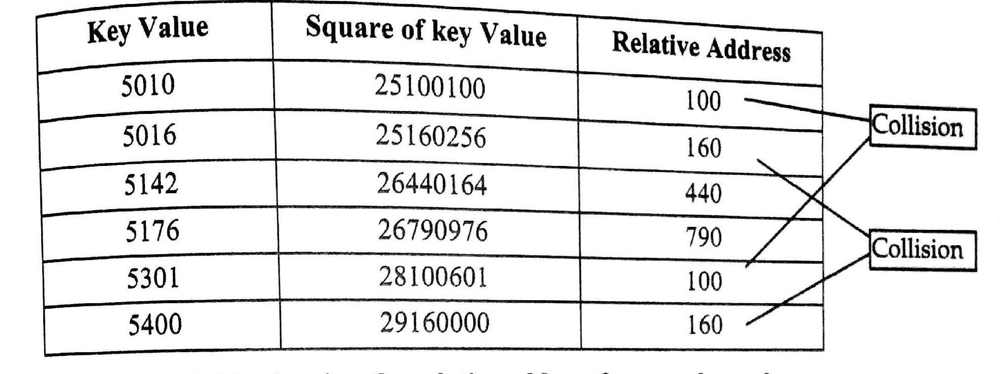 Key Value Square of key Value Relative Address
5010 25100100 100
Collision
5016 25160256 160
5142 26440164 440
5176 26790976 790
Collision
5301 28100601 100
5400 29160000 160